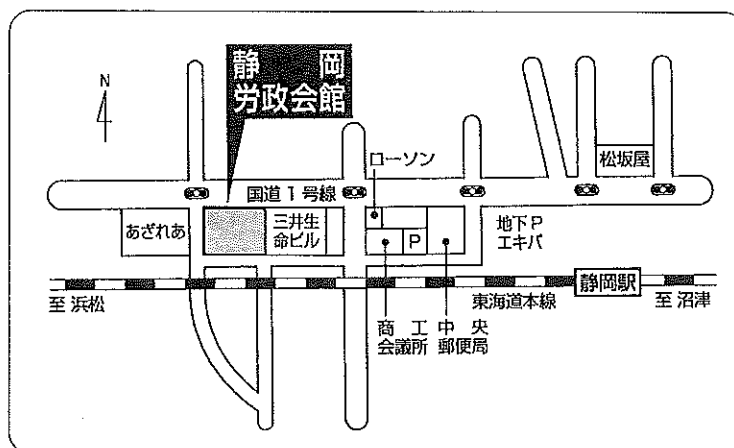 N
静岡
労政会館
ローソン
松坂屋
国道1号線
あざれあ
三井生
命ビル
P
地下P
エキパ
静岡駅
至 浜松
東海道本線
至 沼津
商工
会議所
中央
郵便局